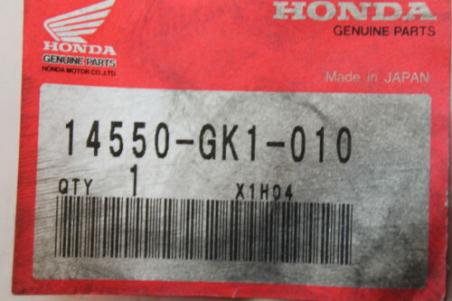 HONDA
GENUINE PARTS
HONDA MOTOR CO.,LTD.
HONDA
GENUINE PARTS
Made in JAPAN
14550-GK1-010
QTY 1 X1H04